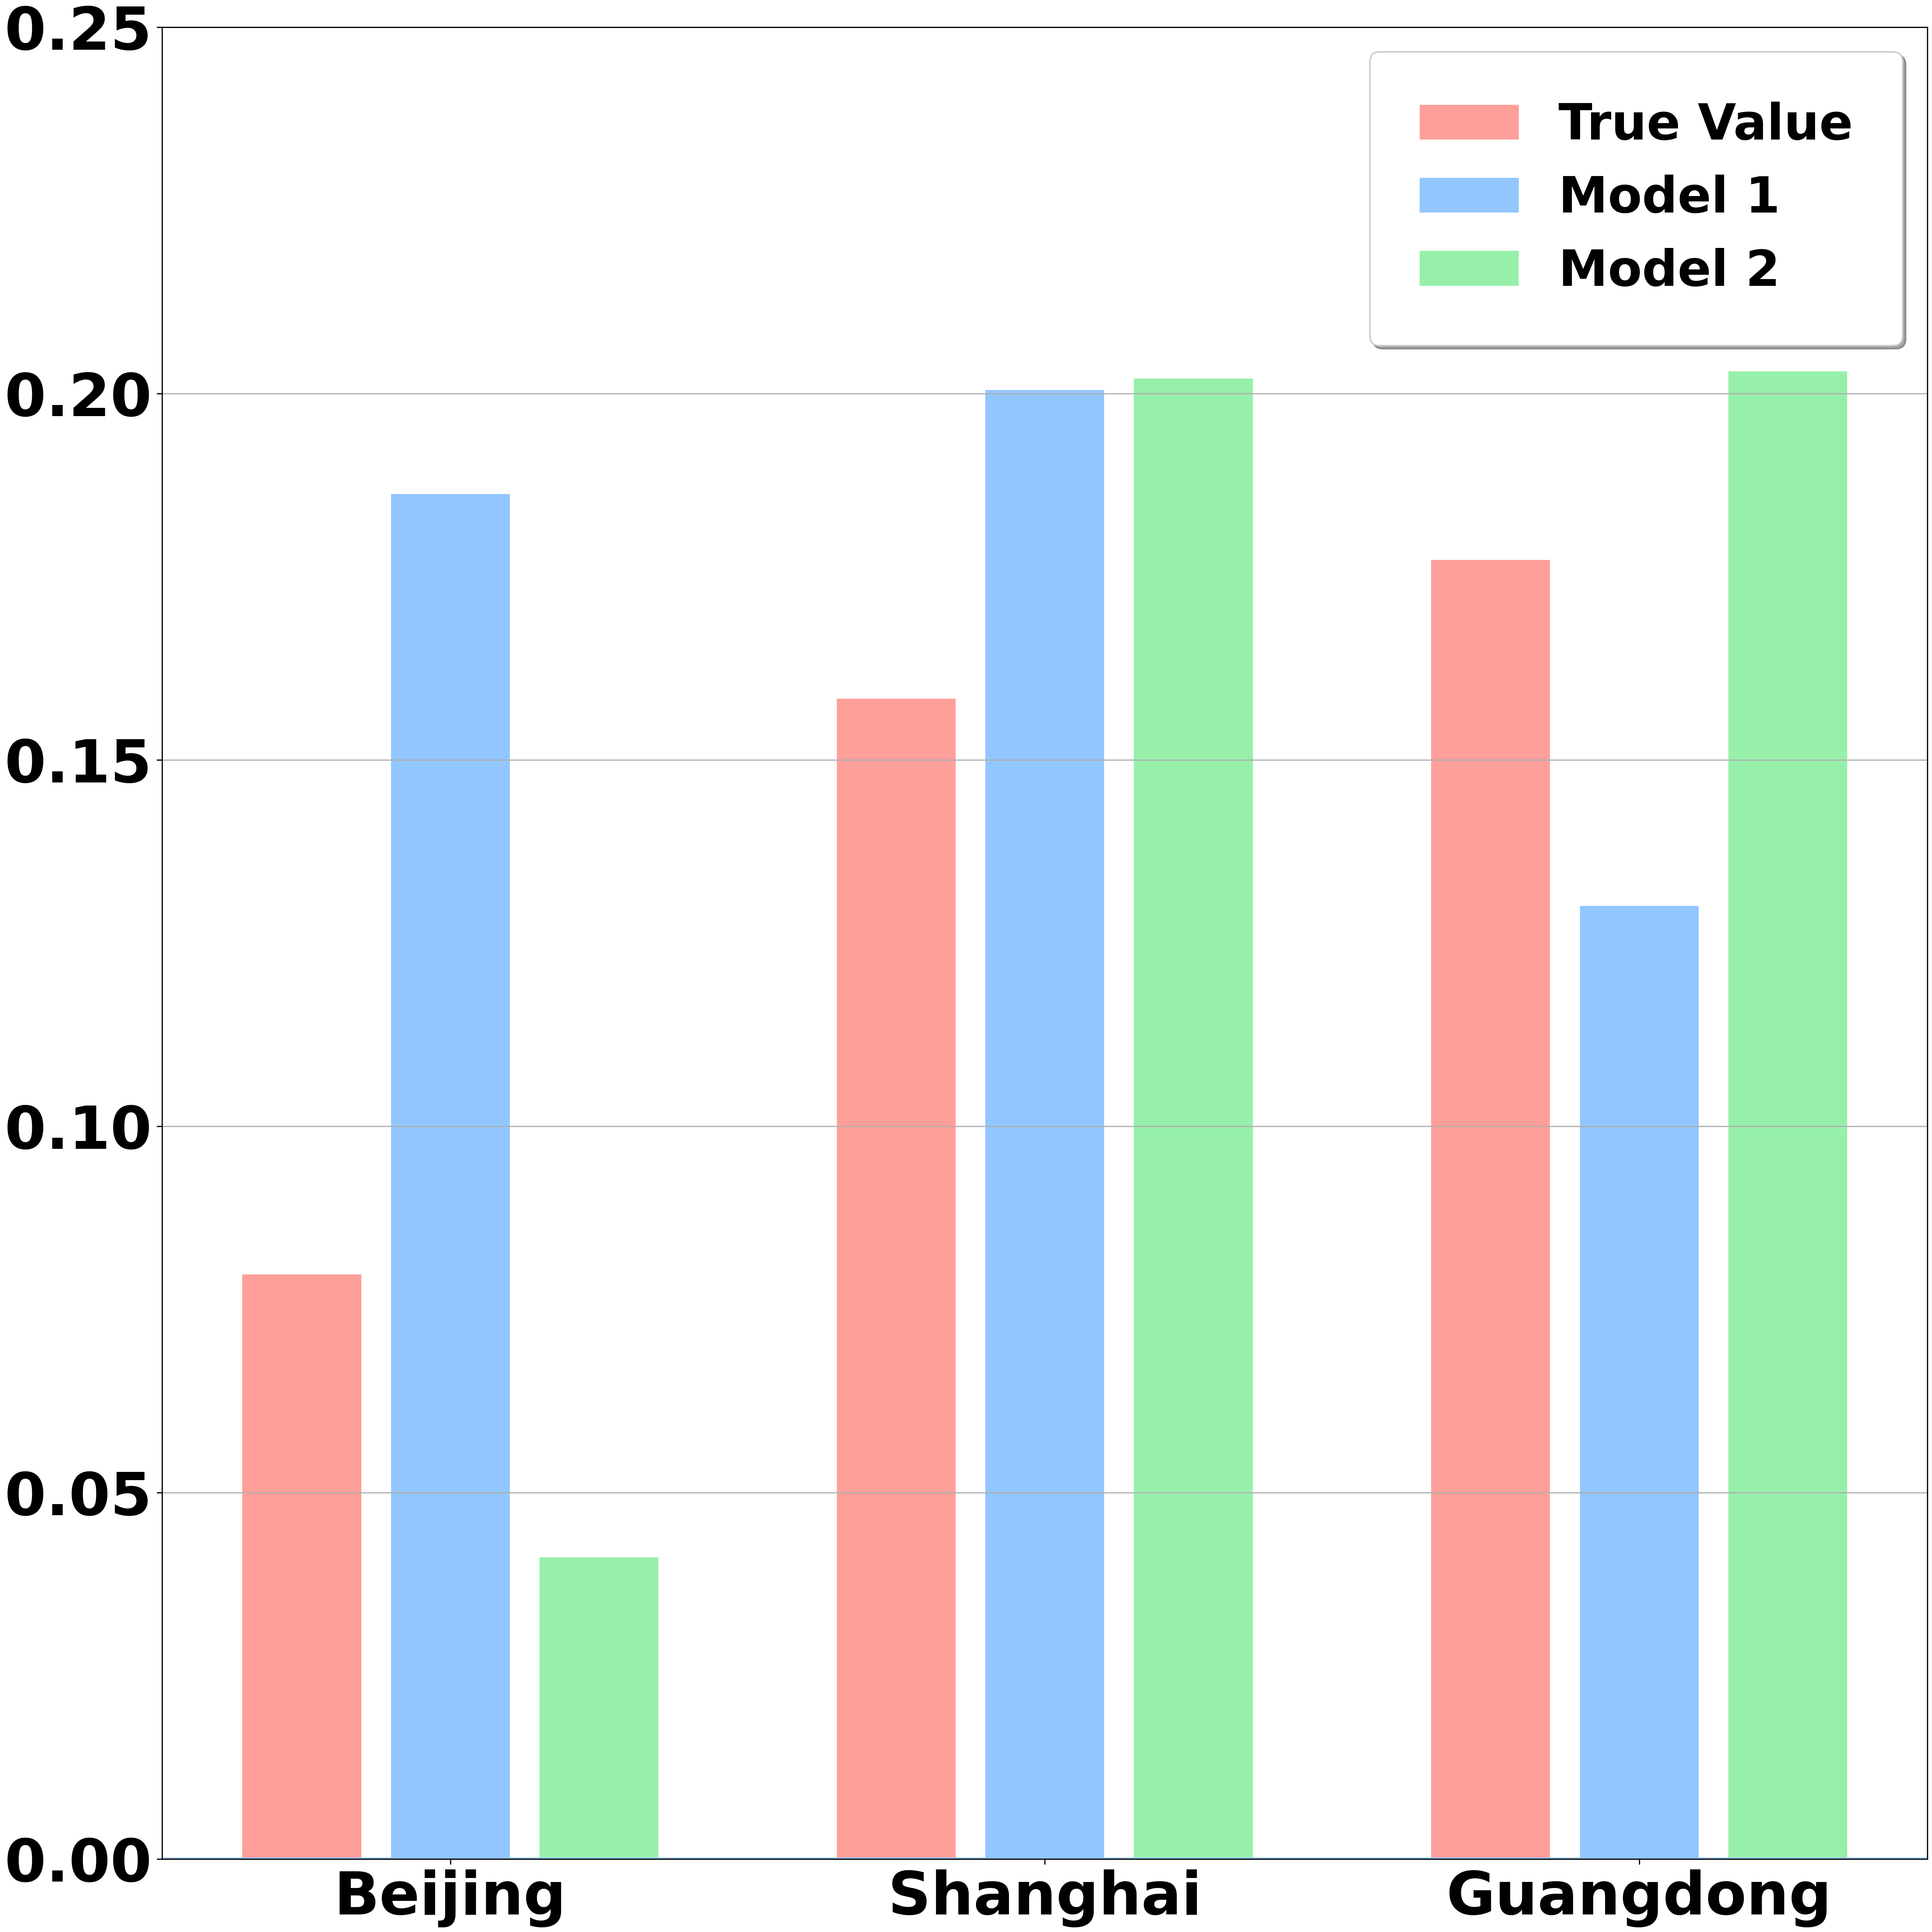 0.25
0.20
0.15
0.10
0.05
0.00
True Value
Model 1
Model 2
Beijing
Shanghai
Guangdong